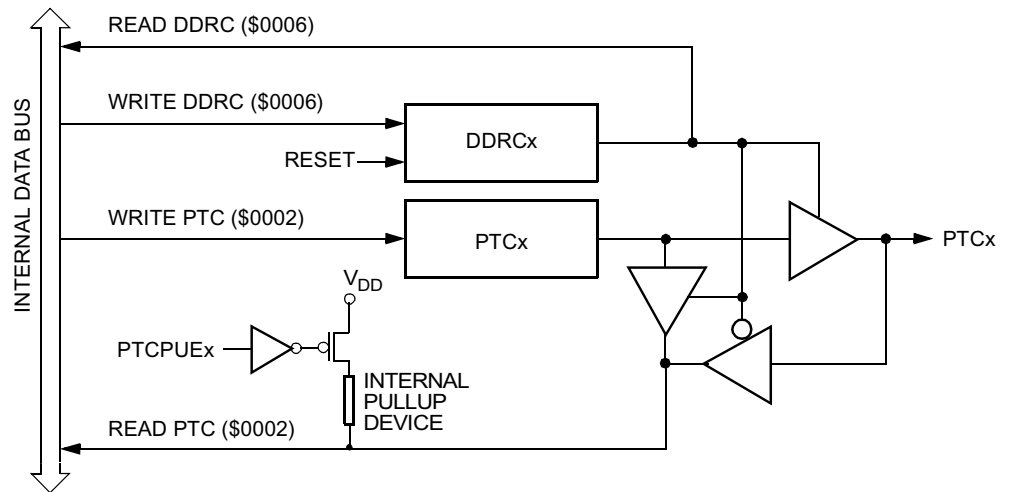 READ DDRC ($0006)
WRITE DDRC ($0006)
DDRCx
RESET
WRITE PTC ($0002)
PTCx
PTCx
INTERNAL DATA BUS
VDD
PTCPUEx
INTERNAL
PULLUP
DEVICE
READ PTC ($0002)